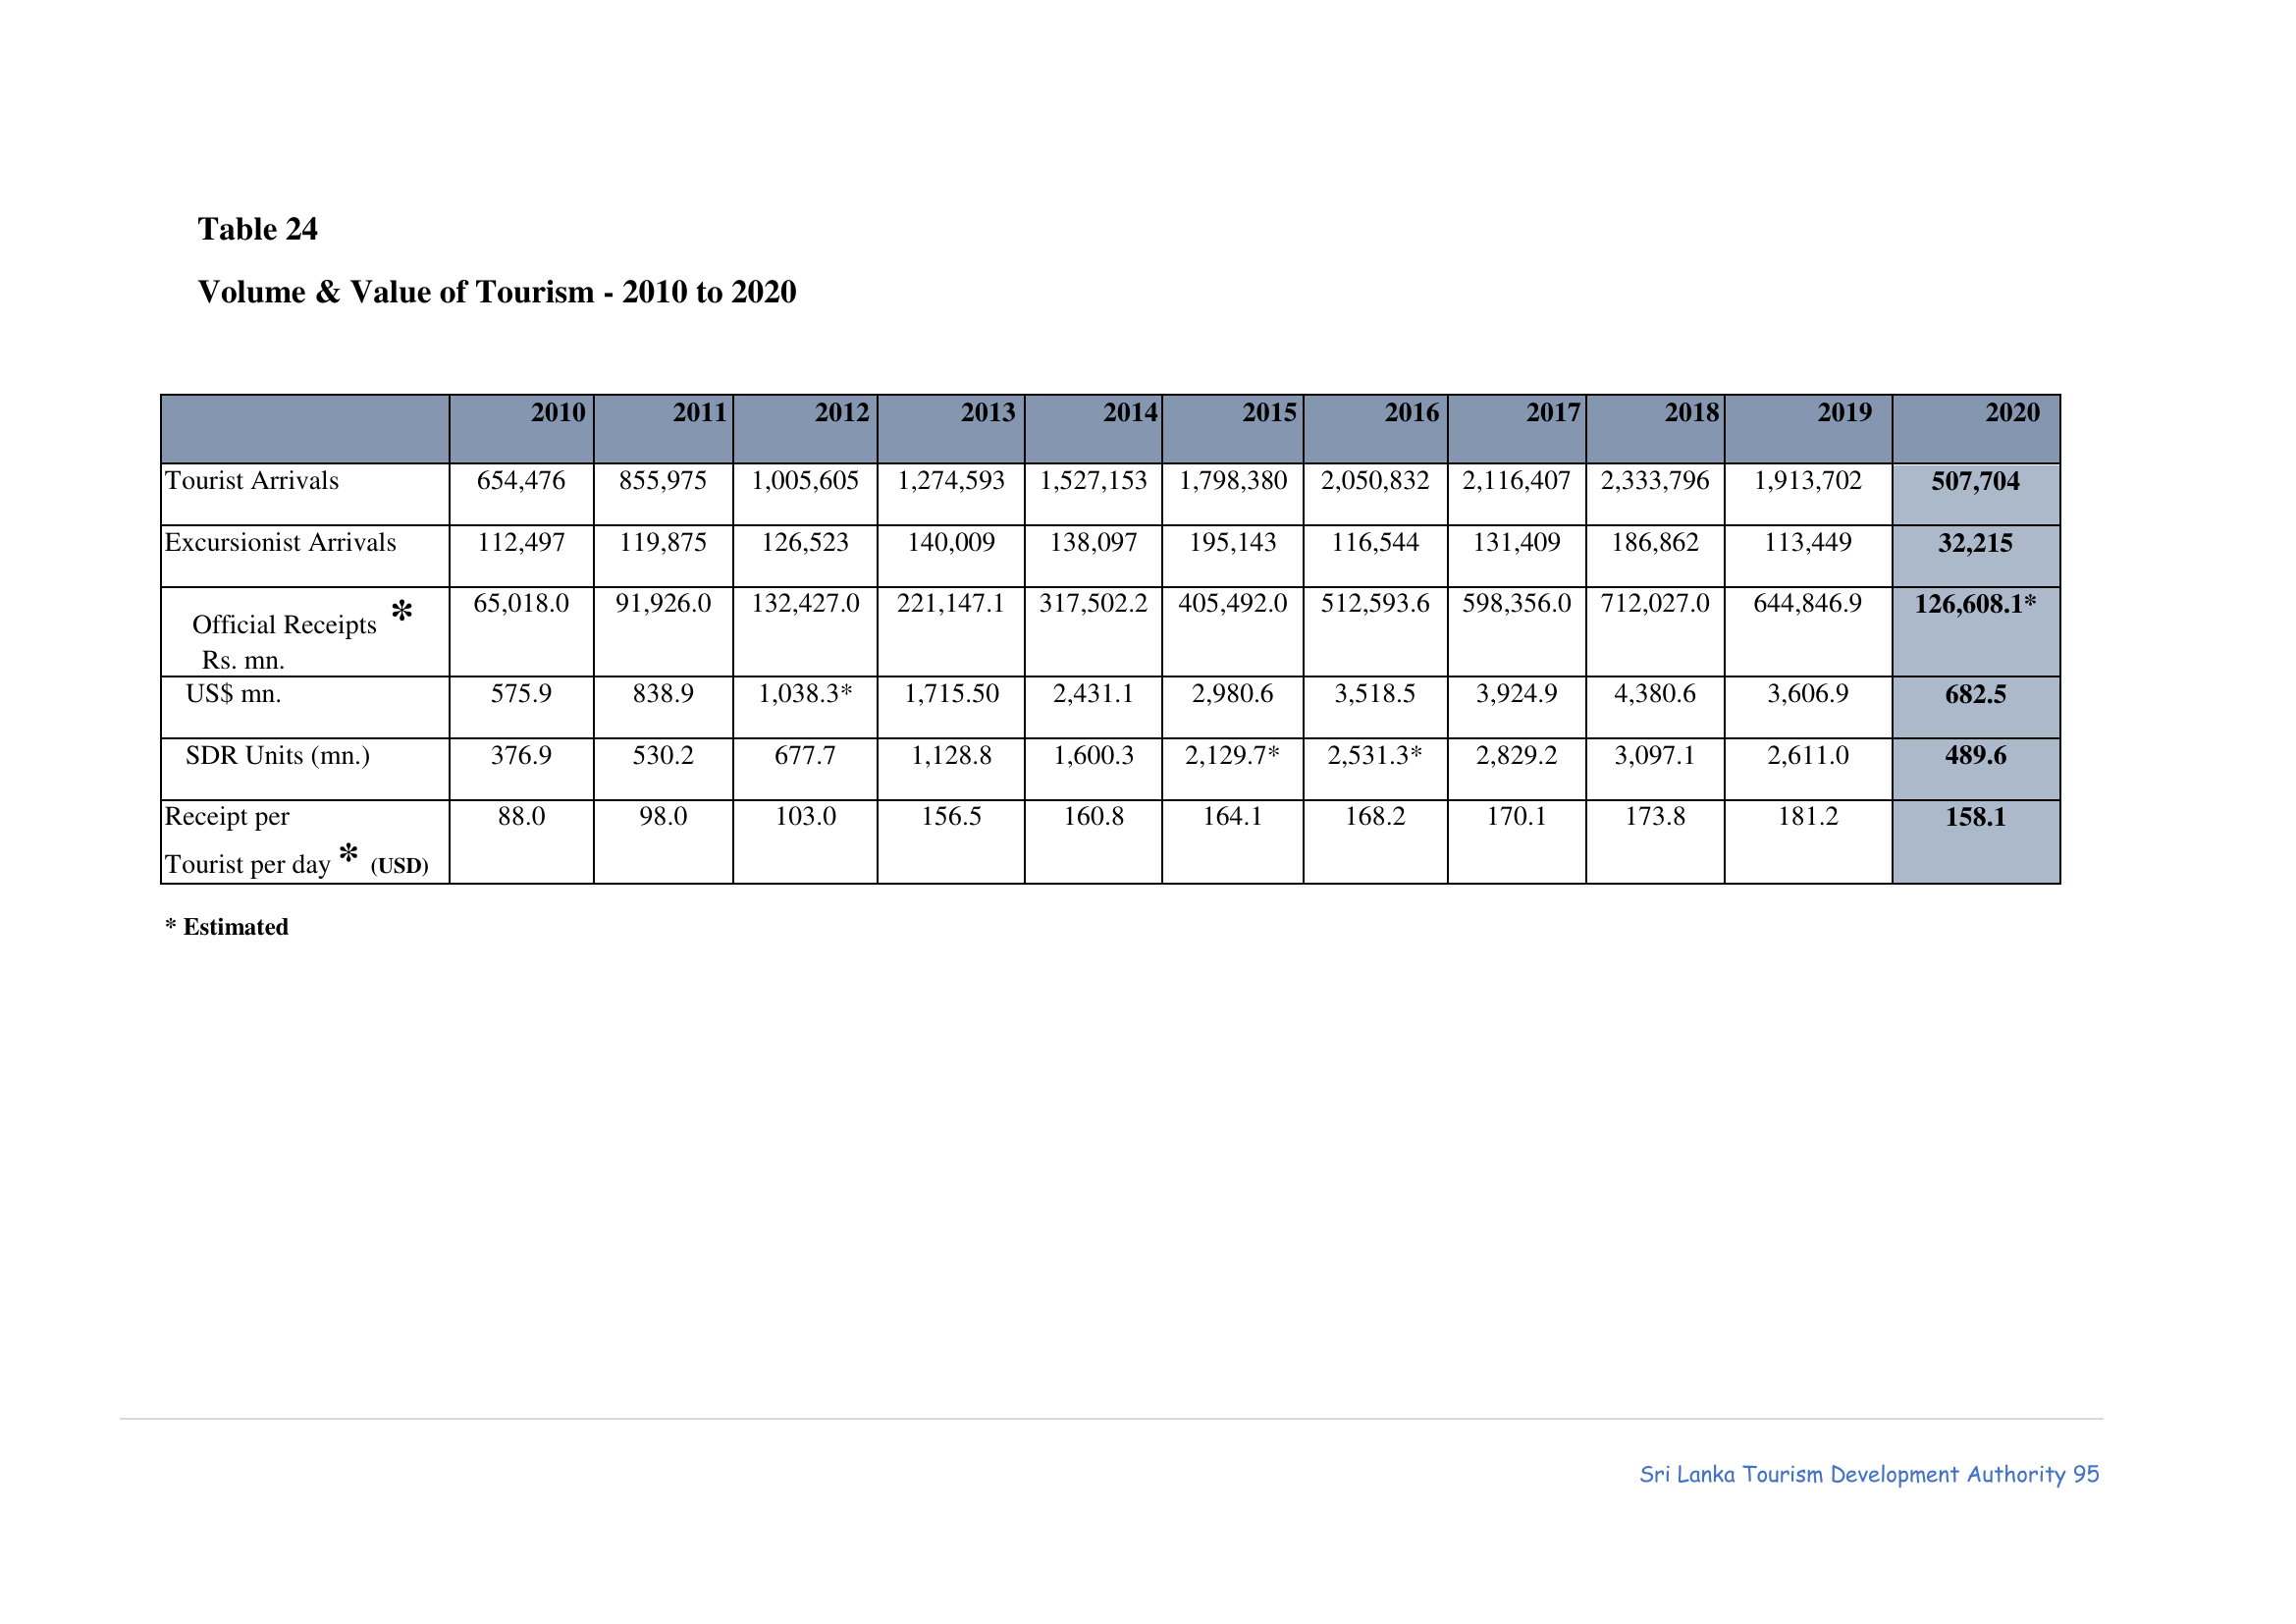 Table 24
Volume & Value of Tourism - 2010 to 2020
2010 2011 2012 2013 2014 2015 2016 2017 2018 2019 2020
Tourist Arrivals 654,476 855,975 1,005,605 1,274,593 1,527,153 1,798,380 2,050,832 2,116,407 2,333,796 1,913,702 507,704
Excursionist Arrivals 112,497 119,875 126,523 140,009 138,097 195,143 116,544 131,409 186,862 113,449 32,215
Official Receipts * 65,018.0 91,926.0 132,427.0 221,147.1 317,502.2 405,492.0 512,593.6 598,356.0 712,027.0 644,846.9 126,608.1*
Rs. mn.
US$ mn. 575.9 838.9 1,038.3* 1,715.50 2,431.1 2,980.6 3,518.5 3,924.9 4,380.6 3,606.9 682.5
SDR Units (mn.) 376.9 530.2 677.7 1,128.8 1,600.3 2,129.7* 2,531.3* 2,829.2 3,097.1 2,611.0 489.6
Receipt per 88.0 98.0 103.0 156.5 160.8 164.1 168.2 170.1 173.8 181.2 158.1
Tourist per day * (USD)
* Estimated
Sri Lanka Tourism Development Authority 95